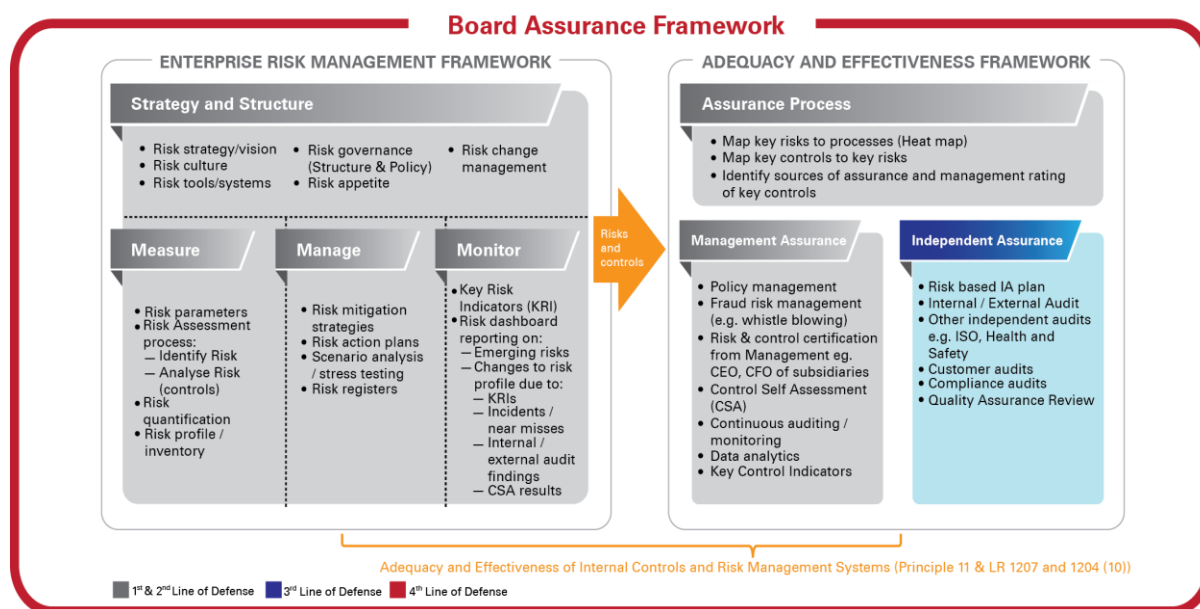 Board Assurance Framework
ENTERPRISE RISK MANAGEMENT FRAMEWORK
Strategy and Structure
• Risk strategy/vision
• Risk culture
• Risk tools/systems
• Risk governance
(Structure & Policy)
• Risk appetite
• Risk change
management
Measure
• Risk parameters
• Risk Assessment
process:
— Identify Risk
— Analyse Risk
(controls)
• Risk
quantification
• Risk profile /
inventory
Manage
• Risk mitigation
strategies
• Risk action plans
• Scenario analysis
/ stress testing
• Risk registers
Monitor
• Key Risk
Indicators (KRI)
• Risk dashboard
reporting on:
— Emerging risks
— Changes to risk
profile due to:
— KRIs
— Incidents /
near misses
— Internal /
external audit
findings
— CSA results
Risks
and
controls
ADEQUACY AND EFFECTIVENESS FRAMEWORK
Assurance Process
• Map key risks to processes (Heat map)
• Map key controls to key risks
• Identify sources of assurance and management rating
of key controls
Management Assurance
• Policy management
• Fraud risk management
(e.g. whistle blowing)
• Risk & control certification
from Management eg.
CEO, CFO of subsidiaries
• Control Self Assessment
(CSA)
• Continuous auditing /
monitoring
• Data analytics
• Key Control Indicators
Independent Assurance
• Risk based IA plan
• Internal / External Audit
• Other independent audits
e.g. ISO, Health and
Safety
• Customer audits
• Compliance audits
• Quality Assurance Review
Adequacy and Effectiveness of Internal Controls and Risk Management Systems (Principle 11 & LR 1207 and 1204 (10))
1st & 2nd Line of Defense
3rd Line of Defense
4th Line of Defense